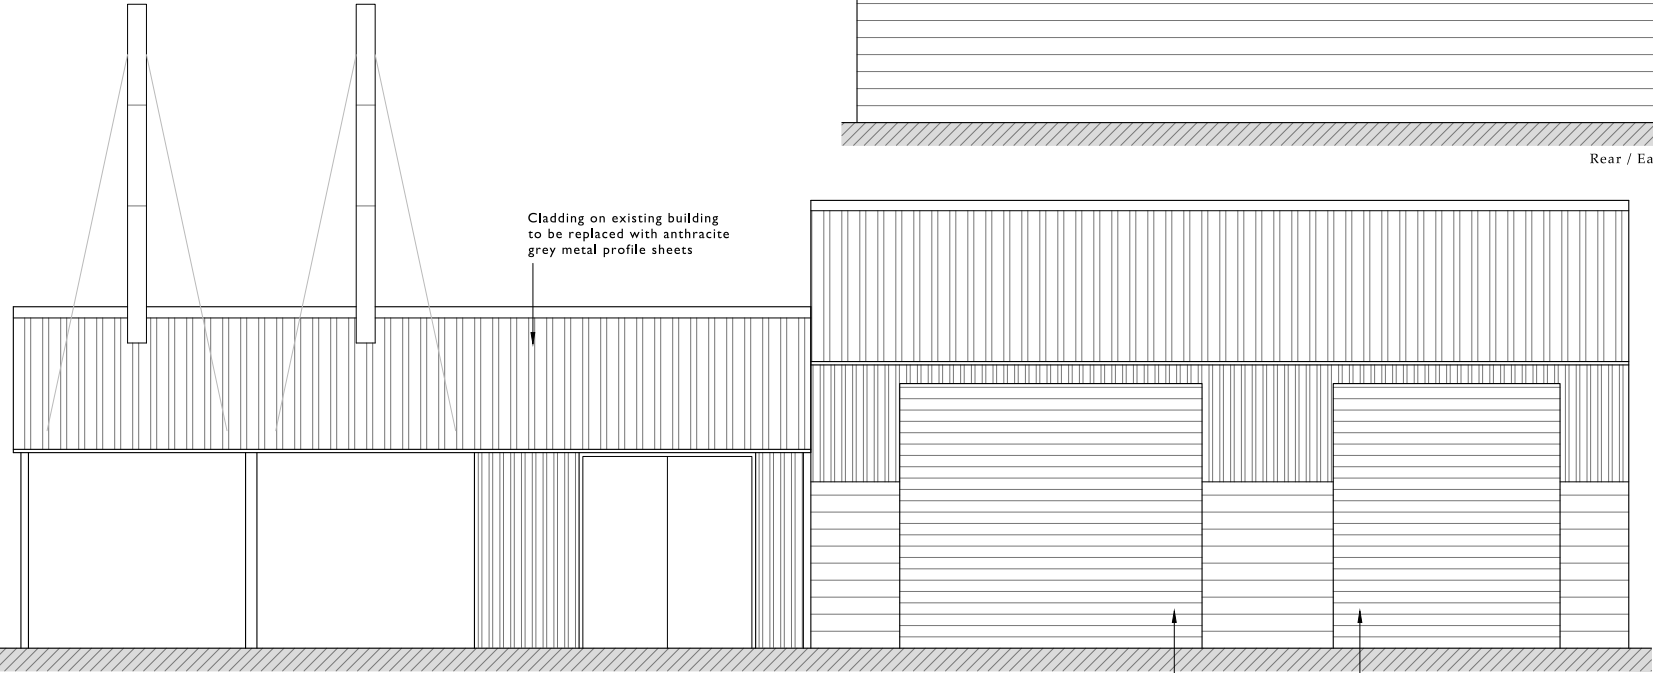 Rear / Ea
Cladding on existing building
to be replaced with anthracite
grey metal profile sheets